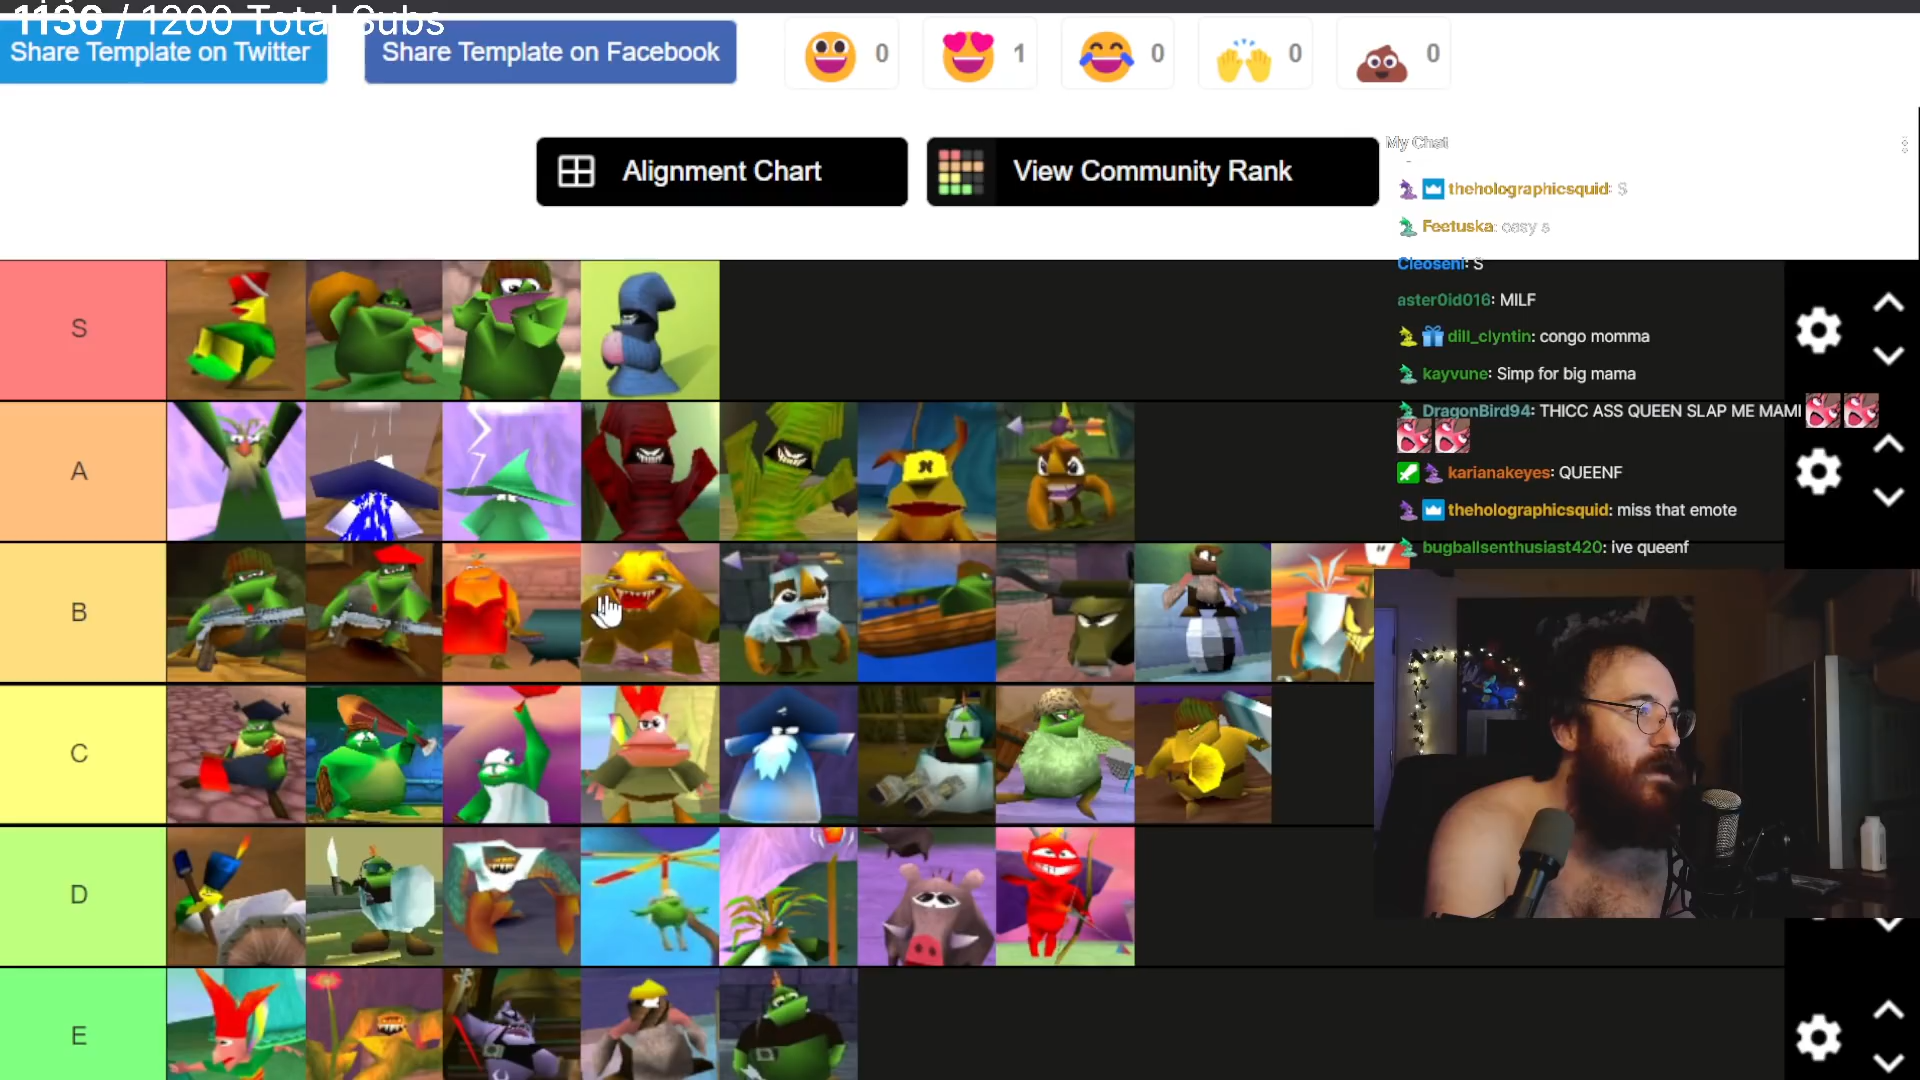 1136 / 1200 Total Subs
Share Template on Twitter
Share Template on Facebook
0
1
0
0
0
Alignment Chart
View Community Rank
My Chat
theholographicsquid: S
Feetuska: easy s
Cleoseni: S
aster0id016: MILF
dill_clyntin: congo momma
kayvune: Simp for big mama
DragonBird94: THICC ASS QUEEN SLAP ME MAMI
karianakeyes: QUEENF
theholographicsquid: miss that emote
bugballsenthusiast420: ive queenf
S
A
B
C
D
E